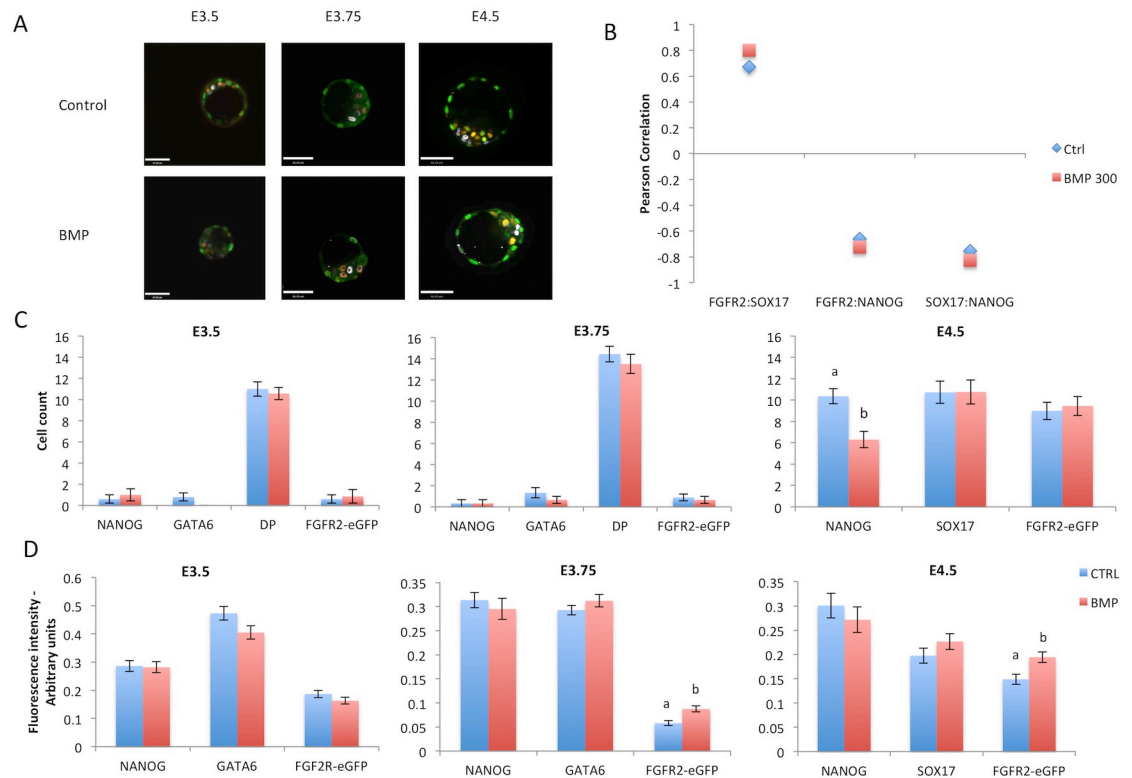 A
E3.5 E3.75 E4.5
Control
BMP
B
Pearson Correlation
1
0.8
0.6
0.4
0.2
0
-0.2
-0.4
-0.6
-0.8
-1
FGFR2:SOX17 FGFR2:NANOG SOX17:NANOG
Ctrl
BMP 300
C
E3.5
Cell count
16
14
12
10
8
6
4
2
0
NANOG GATA6 DP FGFR2-eGFP
E3.75
16
14
12
10
8
6
4
2
0
NANOG GATA6 DP FGFR2-eGFP
E4.5
16
14
12
10
8
6
4
2
0
a
b
NANOG SOX17 FGFR2-eGFP
D
E3.5
Fluorescence intensity -
Arbitrary units
0.6
0.5
0.4
0.3
0.2
0.1
0
NANOG GATA6 FGF2R-eGFP
E3.75
0.35
0.3
0.25
0.2
0.15
0.1
0.05
0
a b
NANOG GATA6 FGFR2-eGFP
E4.5
0.35
0.3
0.25
0.2
0.15
0.1
0.05
0
a b
NANOG SOX17 FGFR2-eGFP
CTRL
BMP